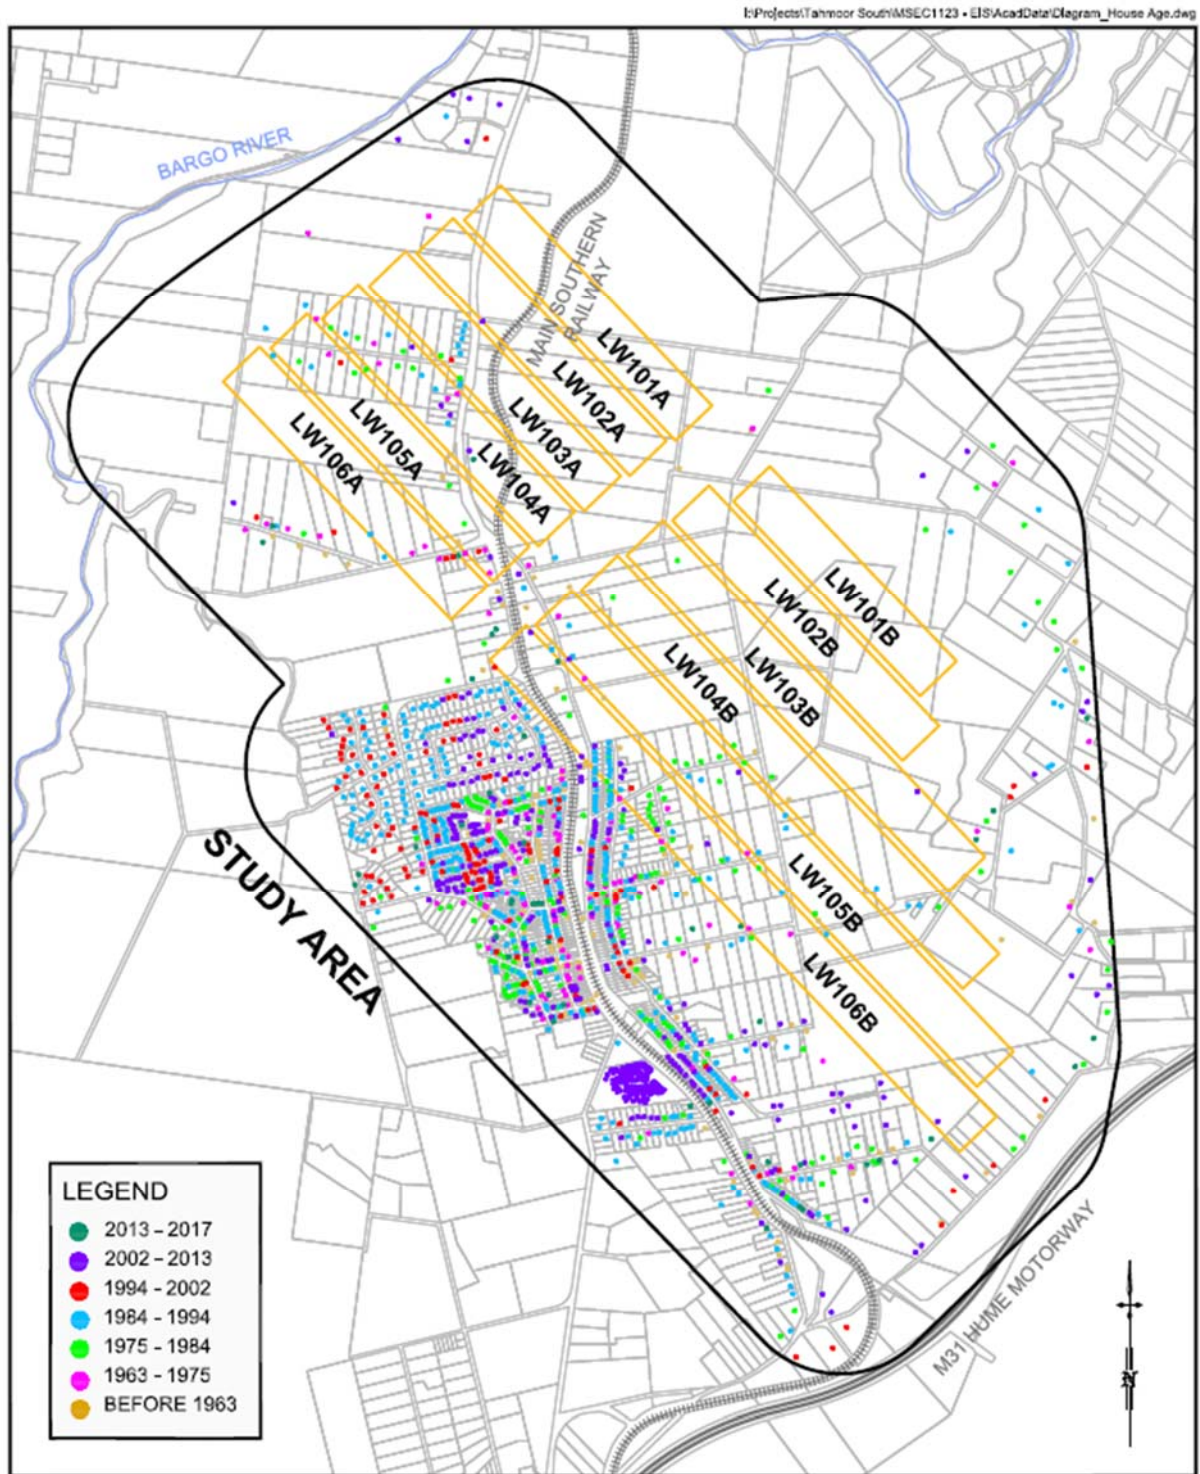 I:\Projects\Tahmoor South\MSEC1123 - EIS\AcadData\Diagram_House Age.dwg
BARGO RIVER
MAIN SOUTHERN
RAILWAY
LW101A
LW102A
LW103A
LW104A
LW105A
LW106A
LW101B
LW102B
LW103B
LW104B
LW105B
LW106B
STUDY AREA
M31 HUME MOTORWAY
LEGEND
2013 - 2017
2002 - 2013
1994 - 2002
1984 - 1994
1975 - 1984
1963 - 1975
BEFORE 1963
N